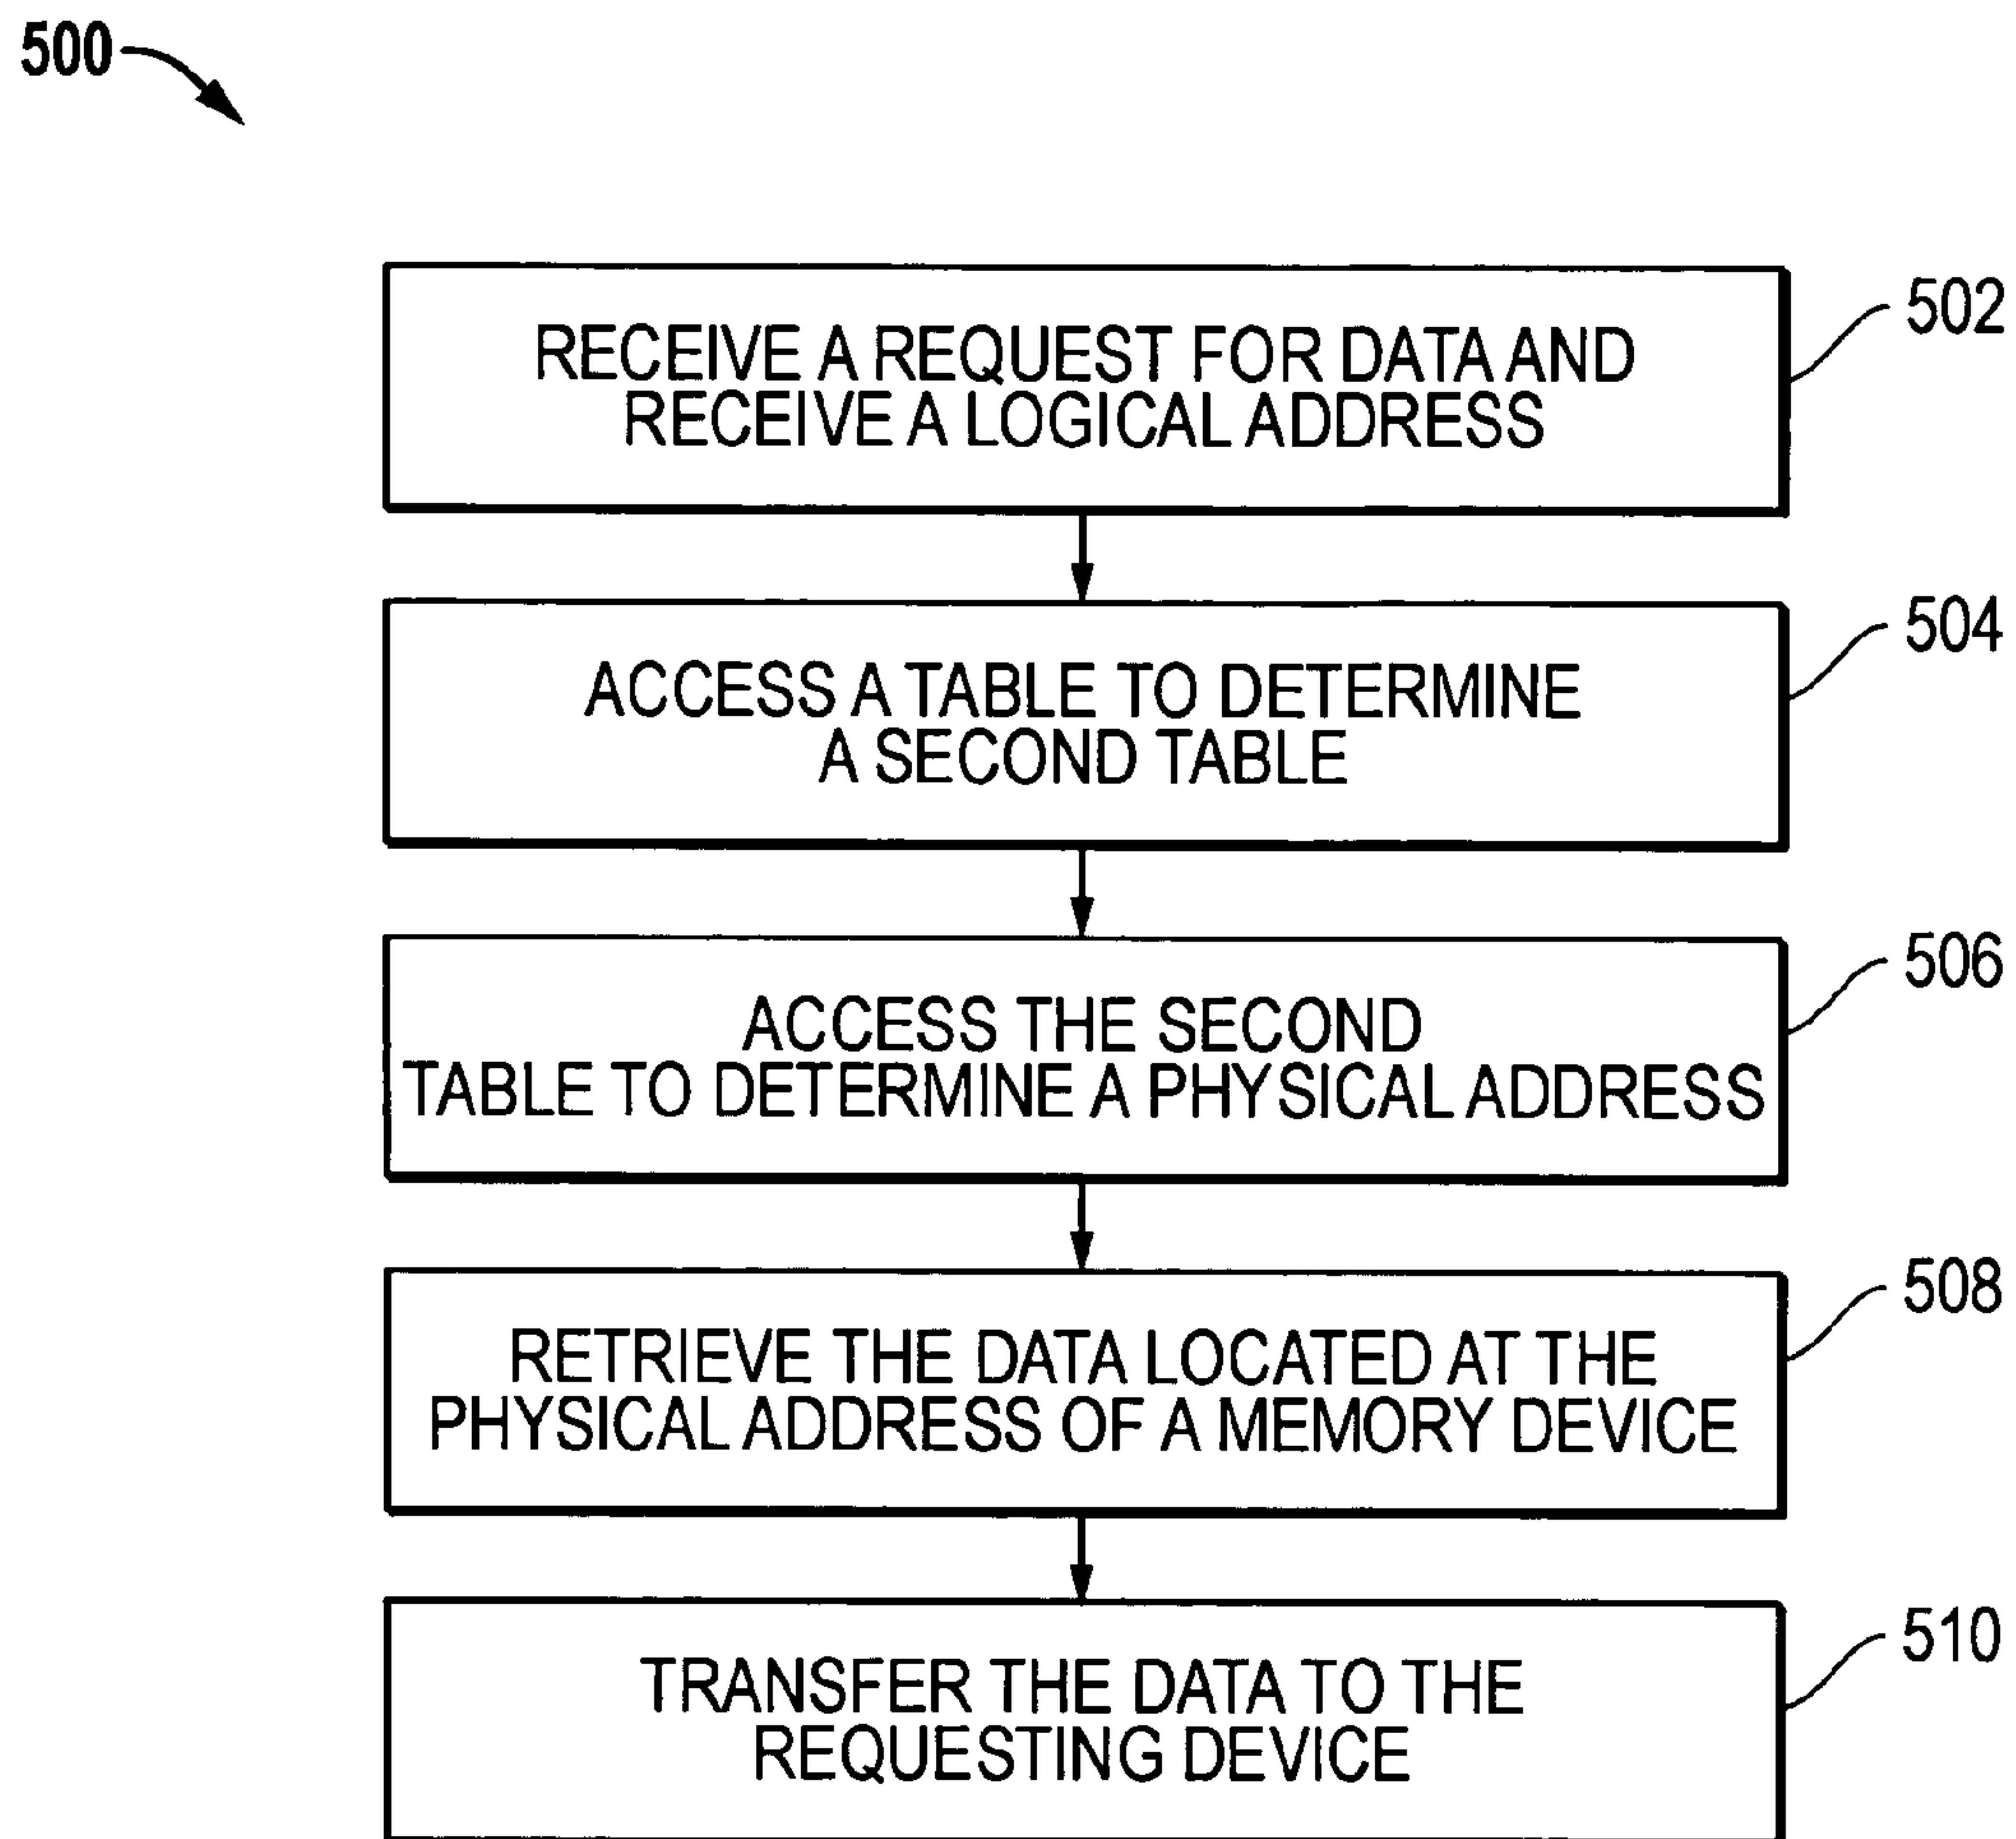 500
RECEIVE A REQUEST FOR DATA AND
RECEIVE A LOGICAL ADDRESS
502
ACCESS A TABLE TO DETERMINE
A SECOND TABLE
504
ACCESS THE SECOND
TABLE TO DETERMINE A PHYSICAL ADDRESS
506
RETRIEVE THE DATA LOCATED AT THE
PHYSICAL ADDRESS OF A MEMORY DEVICE
508
TRANSFER THE DATA TO THE
REQUESTING DEVICE
510